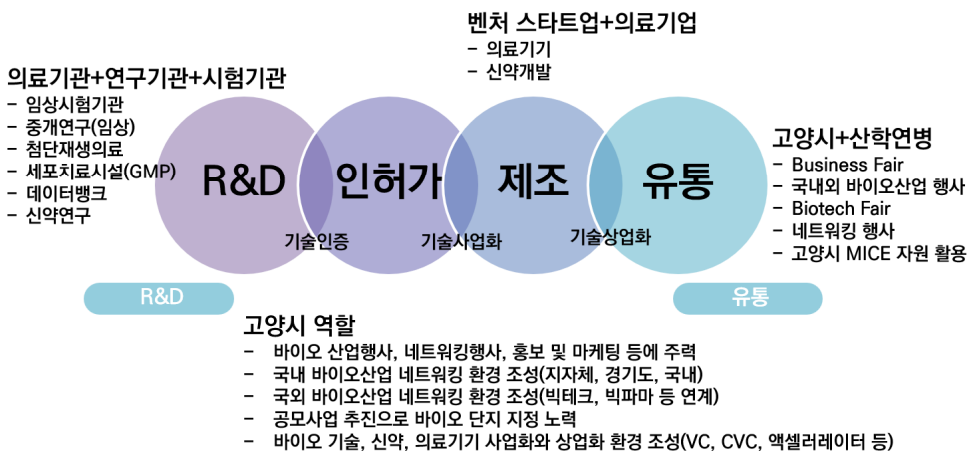 벤처 스타트업+의료기업
- 의료기기
- 신약개발
의료기관+연구기관+시험기관
- 임상시험기관
- 중개연구(임상)
- 첨단재생의료
- 세포치료시설(GMP)
- 데이터뱅크
- 신약연구
R&D
인허가
제조
유통
기술인증
기술사업화
기술상업화
고양시+산학연병
- Business Fair
- 국내외 바이오산업 행사
- Biotech Fair
- 네트워킹 행사
- 고양시 MICE 자원 활용
R&D
유통
고양시 역할
- 바이오 산업행사, 네트워킹행사, 홍보 및 마케팅 등에 주력
- 국내 바이오산업 네트워킹 환경 조성(지자체, 경기도, 국내)
- 국외 바이오산업 네트워킹 환경 조성(빅테크, 빅파마 등 연계)
- 공모사업 추진으로 바이오 단지 지정 노력
- 바이오 기술, 신약, 의료기기 사업화와 상업화 환경 조성(VC, CVC, 액셀러레이터 등)